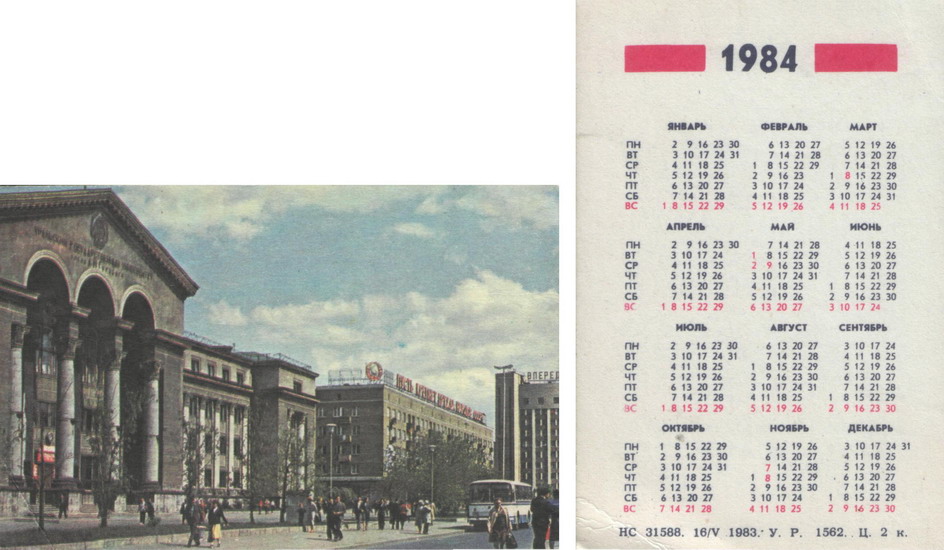 ВПЕРЕД
1984
ЯНВАРЬ ФЕВРАЛЬ МАРТ
ПН 2 9 16 23 30 6 13 20 27 5 12 19 26
ВТ 3 10 17 24 31 7 14 21 28 6 13 20 27
СР 4 11 18 25 1 8 15 22 29 7 14 21 28
ЧТ 5 12 19 26 2 9 16 23 1 8 15 22 29
ПТ 6 13 20 27 3 10 17 24 2 9 16 23 30
СБ 7 14 21 28 4 11 18 25 3 10 17 24 31
ВС 1 8 15 22 29 5 12 19 26 4 11 18 25
АПРЕЛЬ МАЙ ИЮНЬ
ПН 2 9 16 23 30 7 14 21 28 4 11 18 25
ВТ 3 10 17 24 1 8 15 22 29 5 12 19 26
СР 4 11 18 25 2 9 16 23 30 6 13 20 27
ЧТ 5 12 19 26 3 10 17 24 31 7 14 21 28
ПТ 6 13 20 27 4 11 18 25 1 8 15 22 29
СБ 7 14 21 28 5 12 19 26 2 9 16 23 30
ВС 1 8 15 22 29 6 13 20 27 3 10 17 24
ИЮЛЬ АВГУСТ СЕНТЯБРЬ
ПН 2 9 16 23 30 6 13 20 27 3 10 17 24
ВТ 3 10 17 24 31 7 14 21 28 4 11 18 25
СР 4 11 18 25 1 8 15 22 29 5 12 19 26
ЧТ 5 12 19 26 2 9 16 23 30 6 13 20 27
ПТ 6 13 20 27 3 10 17 24 31 7 14 21 28
СБ 7 14 21 28 4 11 18 25 1 8 15 22 29
ВС 1 8 15 22 29 5 12 19 26 2 9 16 23 30
ОКТЯБРЬ НОЯБРЬ ДЕКАБРЬ
ПН 1 8 15 22 29 5 12 19 26 3 10 17 24 31
ВТ 2 9 16 23 30 6 13 20 27 4 11 18 25
СР 3 10 17 24 31 7 14 21 28 5 12 19 26
ЧТ 4 11 18 25 1 8 15 22 29 6 13 20 27
ПТ 5 12 19 26 2 9 16 23 30 7 14 21 28
СБ 6 13 20 27 3 10 17 24 1 8 15 22 29
ВС 7 14 21 28 4 11 18 25 2 9 16 23 30
НС 31588. 16/V 1983. У. Р. 1562. Ц. 2 к.